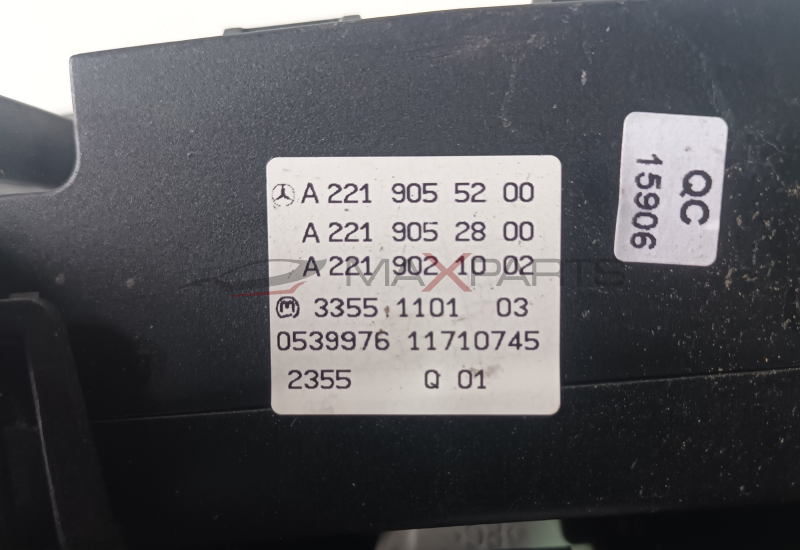 A 221 905 52 00
A 221 905 28 00
A 221 902 10 02
3355 1101 03
0539976 11710745
2355 Q 01
QC
15906
MAXPARTS